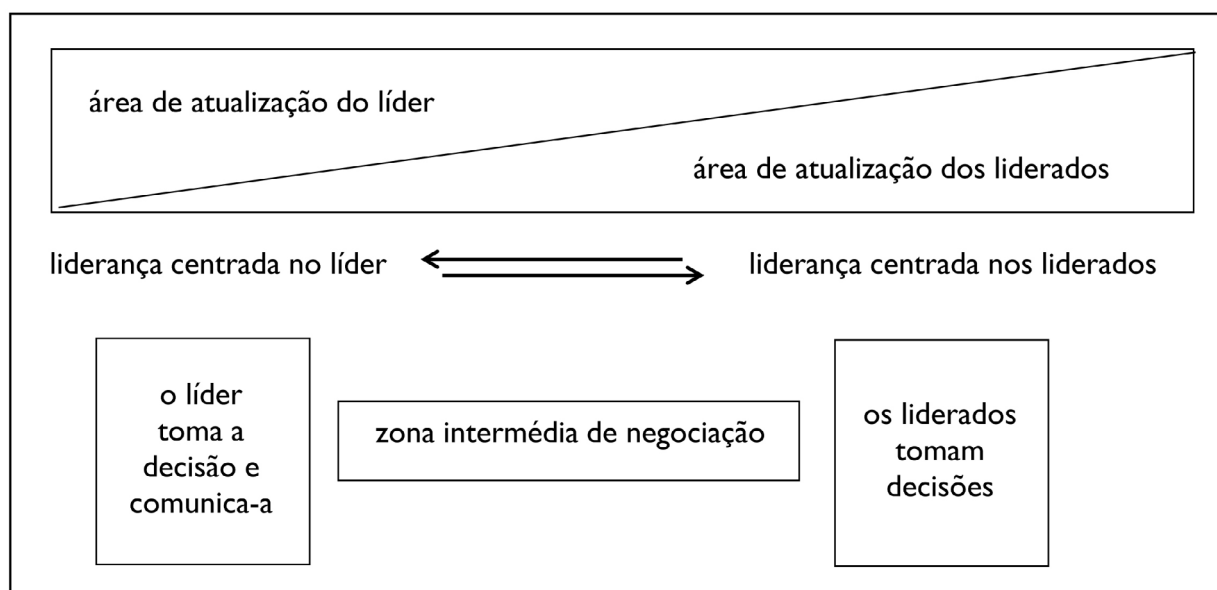 área de atualização do líder
área de atualização dos liderados
liderança centrada no líder
liderança centrada nos liderados
o líder
toma a
decisão e
comunica-a
zona intermédia de negociação
os liderados
tomam
decisões